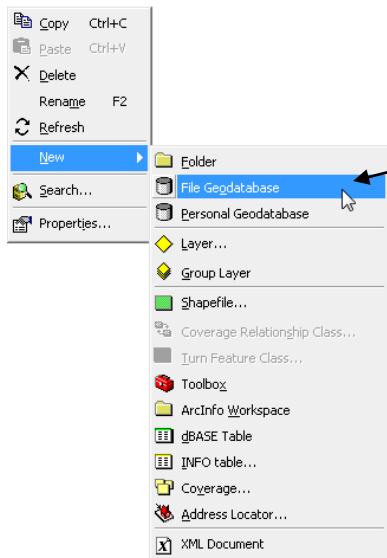 Copy Ctrl+C
Paste Ctrl+V
Delete
Rename F2
Refresh
New
Search...
Properties...
Folder
File Geodatabase
Personal Geodatabase
Layer...
Group Layer
Shapefile...
Coverage Relationship Class...
Turn Feature Class...
Toolbox
ArcInfo Workspace
dBASE Table
INFO table...
Coverage...
Address Locator...
XML Document